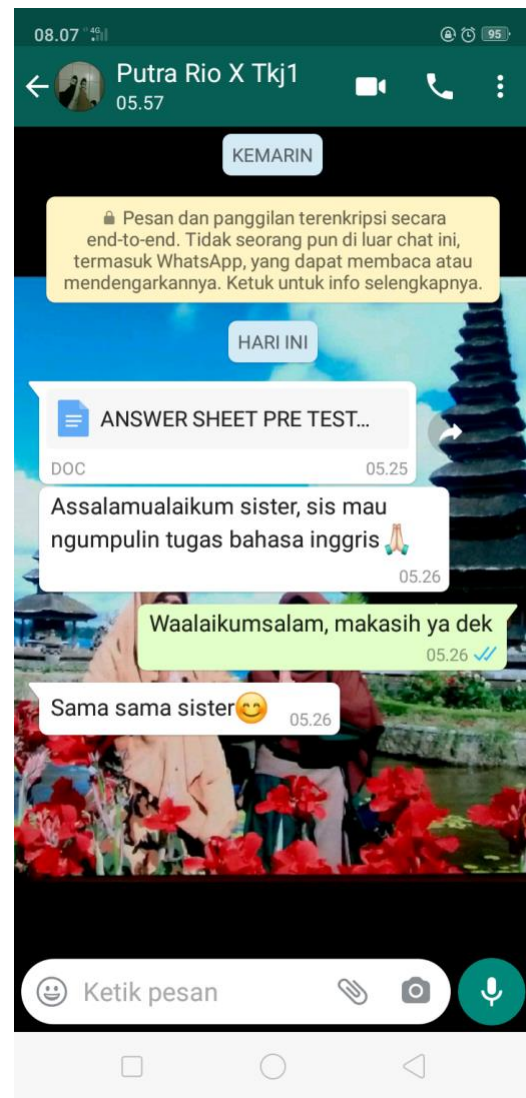 08.07 4G 95
Putra Rio X Tkj1
05.57
KEMARIN
Pesan dan panggilan terenkripsi secara
end-to-end. Tidak seorang pun di luar chat ini,
termasuk WhatsApp, yang dapat membaca atau
mendengarkannya. Ketuk untuk info selengkapnya.
HARI INI
ANSWER SHEET PRE TEST...
DOC 05.25
Assalamualaikum sister, sis mau
ngumpulin tugas bahasa inggris🙏🏻
05.26
Waalaikumsalam, makasih ya dek
05.26
Sama sama sister😊 05.26
Ketik pesan